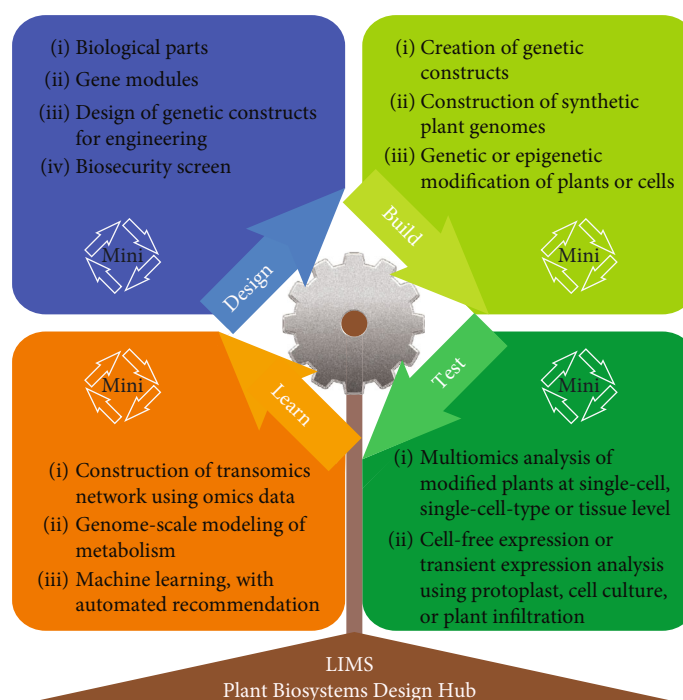 (i) Biological parts
(ii) Gene modules
(iii) Design of genetic constructs
for engineering
(iv) Biosecurity screen
Mini
Design
(i) Creation of genetic
constructs
(ii) Construction of synthetic
plant genomes
(iii) Genetic or epigenetic
modification of plants or cells
Build
Mini
Mini
Learn
(i) Construction of transomics
network using omics data
(ii) Genome-scale modeling of
metabolism
(iii) Machine learning, with
automated recommendation
Test
Mini
(i) Multiomics analysis of
modified plants at single-cell,
single-cell-type or tissue level
(ii) Cell-free expression or
transient expression analysis
using protoplast, cell culture,
or plant infiltration
LIMS
Plant Biosystems Design Hub